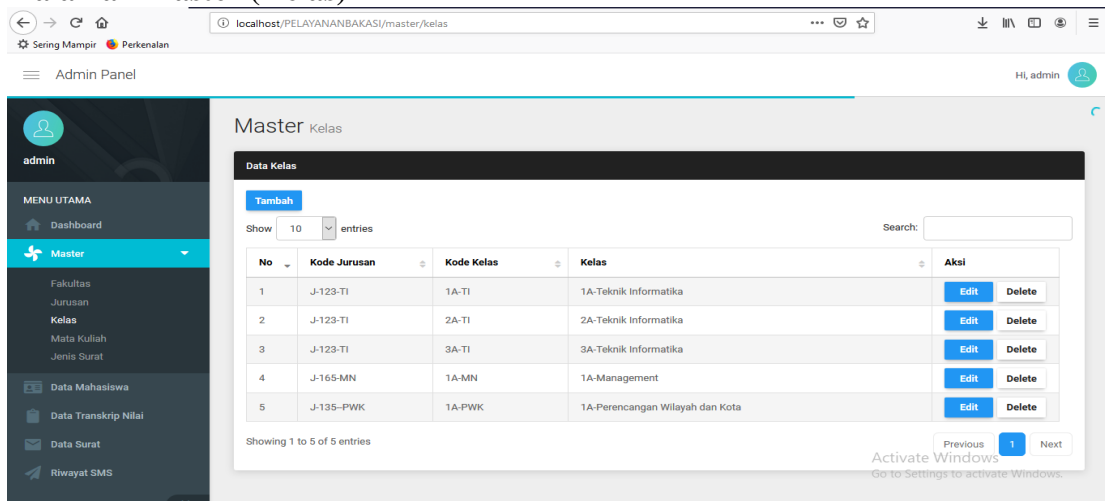 localhost/PELAYANANBAKASI/master/kelas
Sering Mampir Perkenalan
Admin Panel
Hi, admin
admin
MENU UTAMA
Dashboard
Master
Fakultas
Jurusan
Kelas
Mata Kuliah
Jenis Surat
Data Mahasiswa
Data Transkrip Nilai
Data Surat
Riwayat SMS
Master Kelas
Data Kelas
Tambah
Show 10 entries
Search:
No Kode Jurusan Kode Kelas Kelas Aksi
1 J-123-TI 1A-TI 1A-Teknik Informatika Edit Delete
2 J-123-TI 2A-TI 2A-Teknik Informatika Edit Delete
3 J-123-TI 3A-TI 3A-Teknik Informatika Edit Delete
4 J-165-MN 1A-MN 1A-Management Edit Delete
5 J-135--PWK 1A-PWK 1A-Perencangan Wilayah dan Kota Edit Delete
Showing 1 to 5 of 5 entries
Previous 1 Next
Activate Windows
Go to Settings to activate Windows.